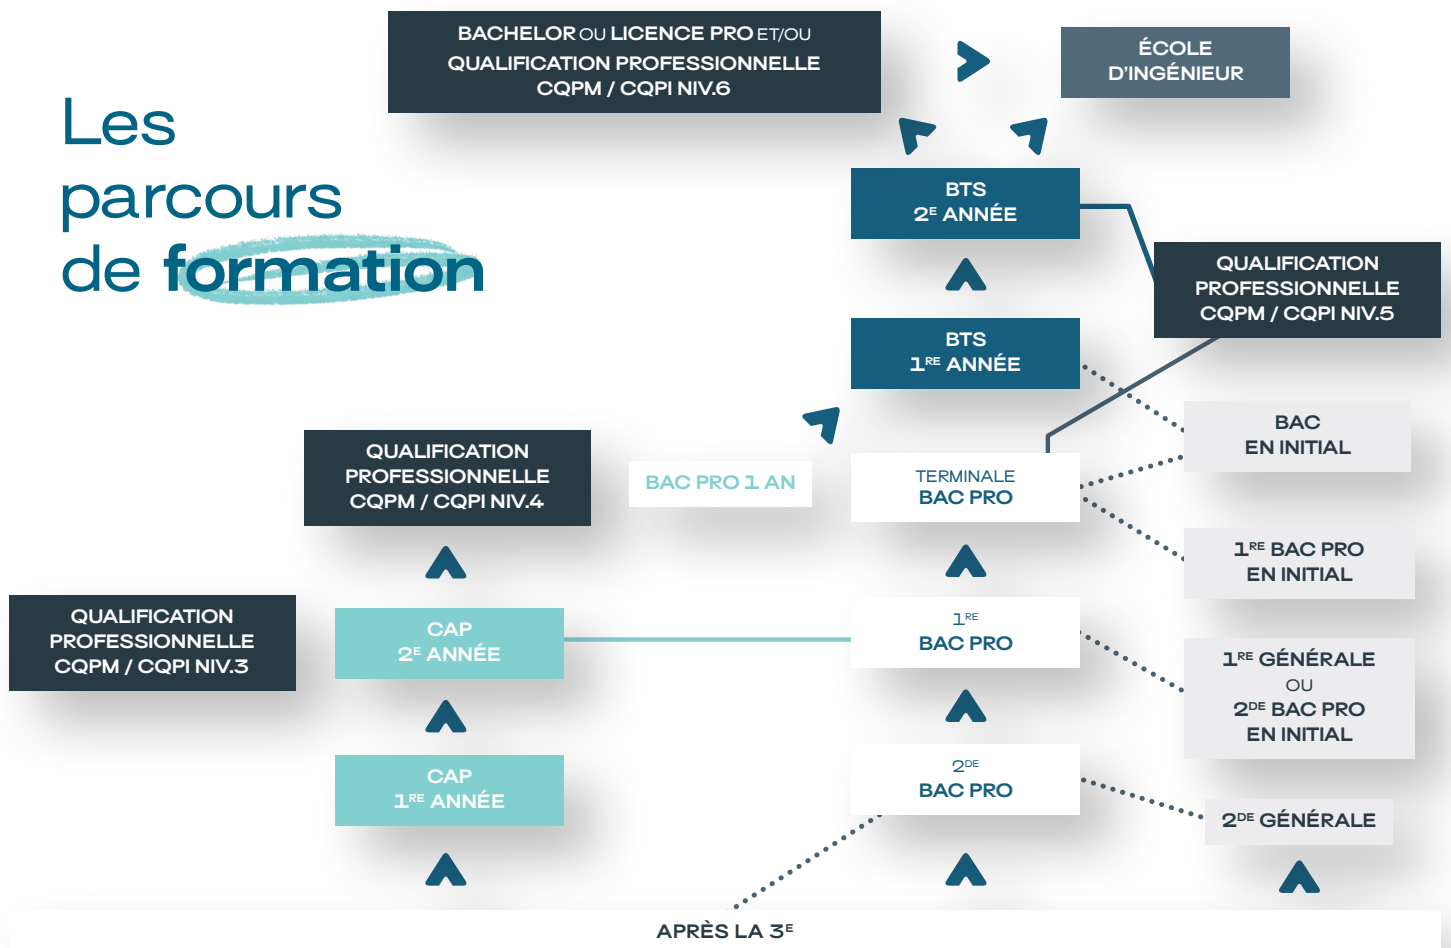 Les
parcours
de formation
BACHELOR OU LICENCE PRO ET/OU
QUALIFICATION PROFESSIONNELLE
CQPM / CQPI NIV.6
ÉCOLE
D'INGÉNIEUR
BTS
2E ANNÉE
QUALIFICATION
PROFESSIONNELLE
CQPM / CQPI NIV.5
BTS
1RE ANNÉE
BAC
EN INITIAL
QUALIFICATION
PROFESSIONNELLE
CQPM / CQPI NIV.4
BAC PRO 1 AN
TERMINALE
BAC PRO
1RE BAC PRO
EN INITIAL
QUALIFICATION
PROFESSIONNELLE
CQPM / CQPI NIV.3
CAP
2E ANNÉE
1RE
BAC PRO
1RE GÉNÉRALE
OU
2DE BAC PRO
EN INITIAL
CAP
1RE ANNÉE
2DE
BAC PRO
2DE GÉNÉRALE
APRÈS LA 3E